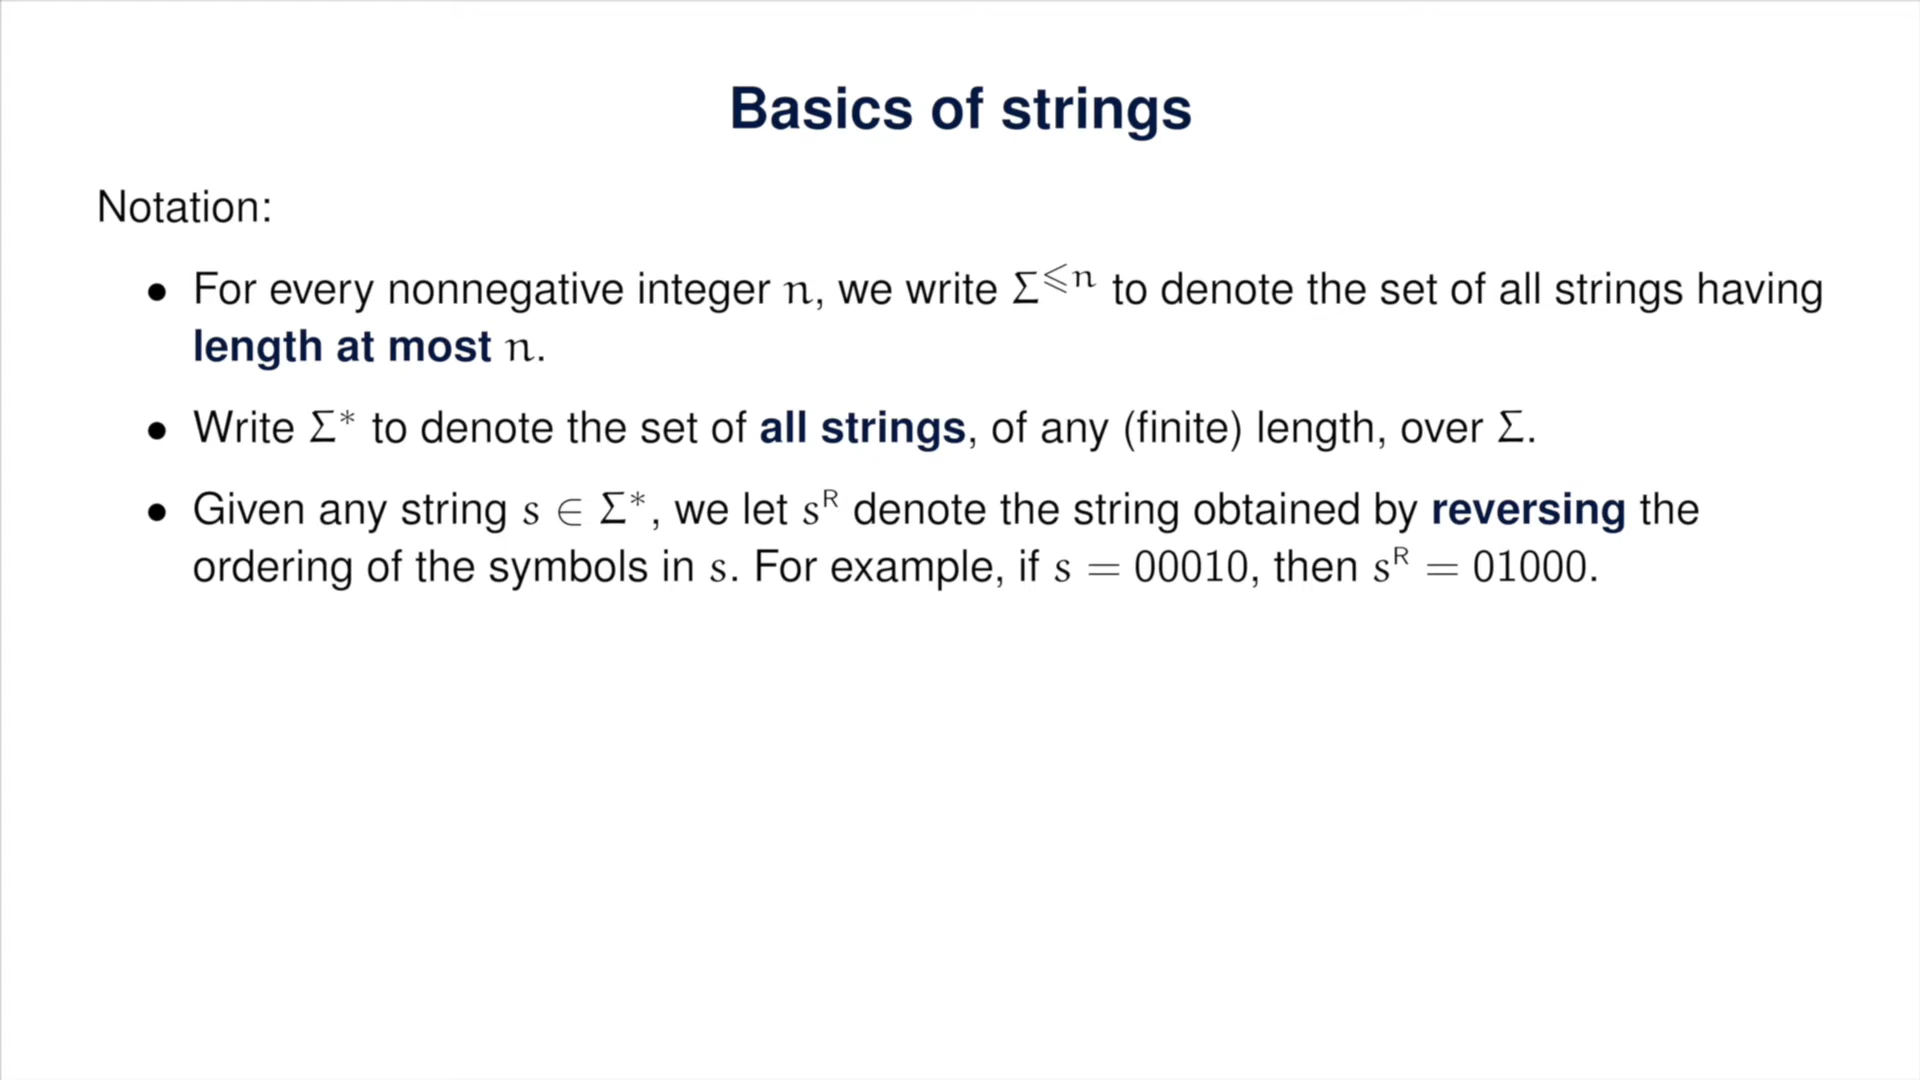 Basics of strings
Notation:
• For every nonnegative integer n, we write Σ^⩽n to denote the set of all strings having
length at most n.
• Write Σ* to denote the set of all strings, of any (finite) length, over Σ.
• Given any string s ∈ Σ*, we let s^R denote the string obtained by reversing the
ordering of the symbols in s. For example, if s = 00010, then s^R = 01000.